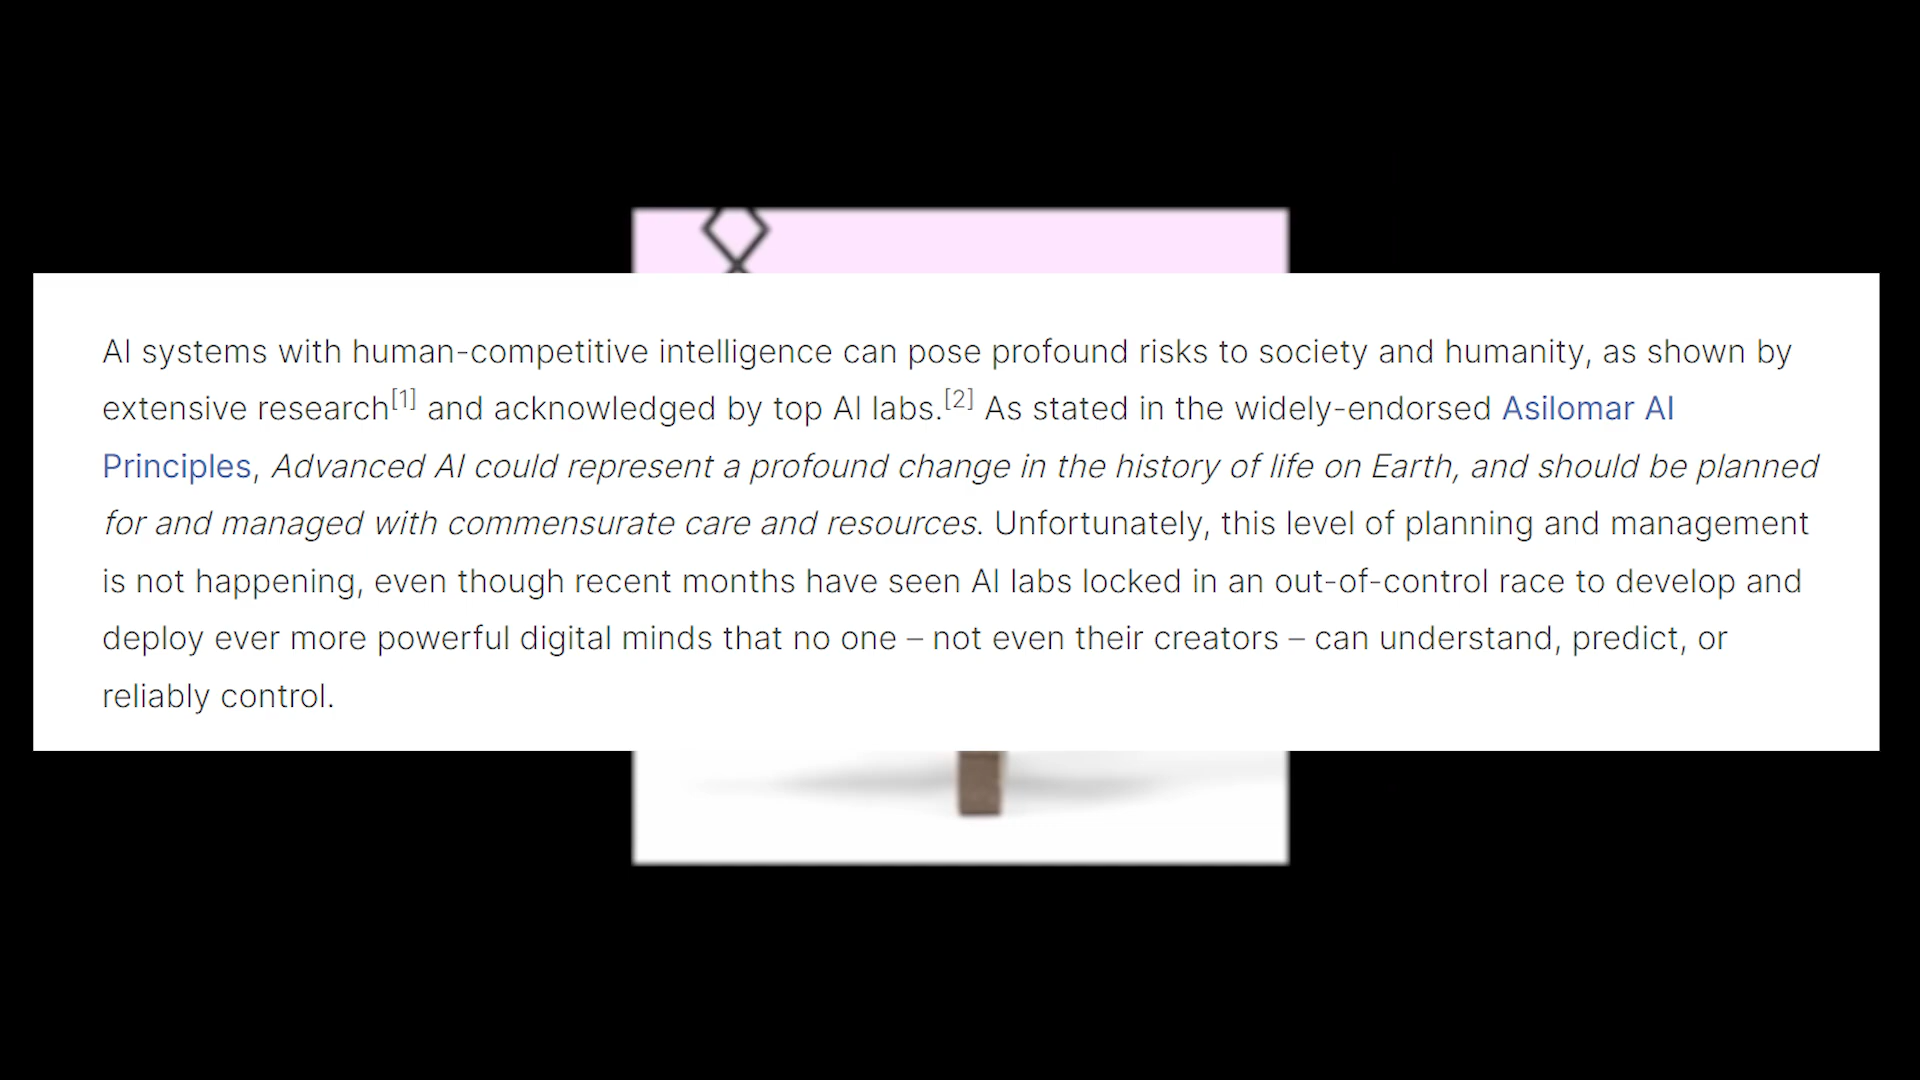 AI systems with human-competitive intelligence can pose profound risks to society and humanity, as shown by
extensive research[1] and acknowledged by top AI labs.[2] As stated in the widely-endorsed Asilomar AI
Principles, Advanced AI could represent a profound change in the history of life on Earth, and should be planned
for and managed with commensurate care and resources. Unfortunately, this level of planning and management
is not happening, even though recent months have seen AI labs locked in an out-of-control race to develop and
deploy ever more powerful digital minds that no one – not even their creators – can understand, predict, or
reliably control.